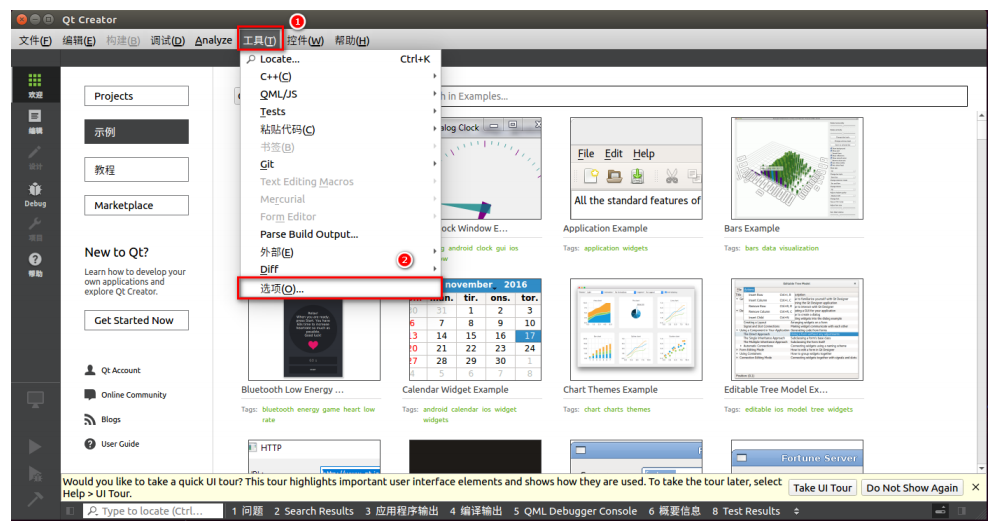 Qt Creator
1
文件(F) 编辑(E) 构建(B) 调试(D) Analyze 工具(T) 控件(W) 帮助(H)
Locate... Ctrl+K
C++(C)
QML/JS
Tests
粘贴代码(C)
书签(B)
Git
Text Editing Macros
Mercurial
Form Editor
Parse Build Output...
外部(E)
2
Diff
选项(O)...
欢迎
编辑
设计
Debug
项目
帮助
Projects
示例
教程
Marketplace
New to Qt?
Learn how to develop your
own applications and
explore Qt Creator.
Get Started Now
Qt Account
Online Community
Blogs
User Guide
h in Examples...
alog Clock
ock Window E...
android clock gui ios
File Edit Help
All the standard features of
Application Example
Tags: application widgets
Bars Example
Tags: bars data visualization
Bluetooth Low Energy ...
Tags: bluetooth energy game heart low
rate
november 2016
man. tir. ons. tor.
31 1 2 3
7 8 9 10
14 15 16 17
21 22 23 24
28 29 30 1
5 6 7 8
Calendar Widget Example
Tags: android calendar ios widget
widgets
Chart Themes Example
Tags: chart charts themes
Editable Tree Model Ex...
Tags: editable ios model tree widgets
HTTP
Fortune Server
Would you like to take a quick UI tour? This tour highlights important user interface elements and shows how they are used. To take the tour later, select
Help > UI Tour.
Take UI Tour
Do Not Show Again
Type to locate (Ctrl...
1 问题 2 Search Results 3 应用程序输出 4 编译输出 5 QML Debugger Console 6 概要信息 8 Test Results